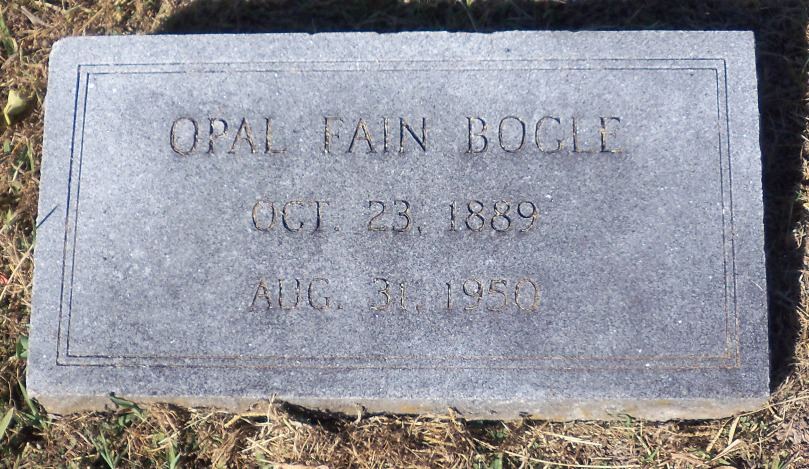 OPAL FAIN BOGLE
OCT. 23, 1889
AUG. 31, 1950